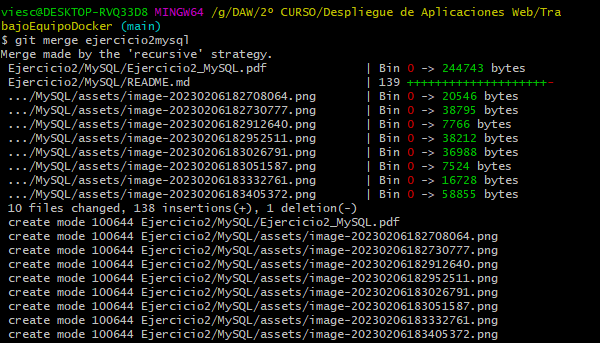 viesc@DESKTOP-RVQ33D8 MINGW64 /g/DAW/2º CURSO/Despliegue de Aplicaciones Web/Tra
bajoEquipoDocker (main)
$ git merge ejercicio2mysql
Merge made by the 'recursive' strategy.
 Ejercicio2/MySQL/Ejercicio2_MySQL.pdf              | Bin 0 -> 244743 bytes
 Ejercicio2/MySQL/README.md                         | 139 ++++++++++++++++++++-
 .../MySQL/assets/image-20230206182708064.png       | Bin 0 -> 20546 bytes
 .../MySQL/assets/image-20230206182730777.png       | Bin 0 -> 38795 bytes
 .../MySQL/assets/image-20230206182912640.png       | Bin 0 -> 7766 bytes
 .../MySQL/assets/image-20230206182952511.png       | Bin 0 -> 38212 bytes
 .../MySQL/assets/image-20230206183026791.png       | Bin 0 -> 36988 bytes
 .../MySQL/assets/image-20230206183051587.png       | Bin 0 -> 7524 bytes
 .../MySQL/assets/image-20230206183332761.png       | Bin 0 -> 16728 bytes
 .../MySQL/assets/image-20230206183405372.png       | Bin 0 -> 58855 bytes
 10 files changed, 138 insertions(+), 1 deletion(-)
 create mode 100644 Ejercicio2/MySQL/Ejercicio2_MySQL.pdf
 create mode 100644 Ejercicio2/MySQL/assets/image-20230206182708064.png
 create mode 100644 Ejercicio2/MySQL/assets/image-20230206182730777.png
 create mode 100644 Ejercicio2/MySQL/assets/image-20230206182912640.png
 create mode 100644 Ejercicio2/MySQL/assets/image-20230206182952511.png
 create mode 100644 Ejercicio2/MySQL/assets/image-20230206183026791.png
 create mode 100644 Ejercicio2/MySQL/assets/image-20230206183051587.png
 create mode 100644 Ejercicio2/MySQL/assets/image-20230206183332761.png
 create mode 100644 Ejercicio2/MySQL/assets/image-20230206183405372.png